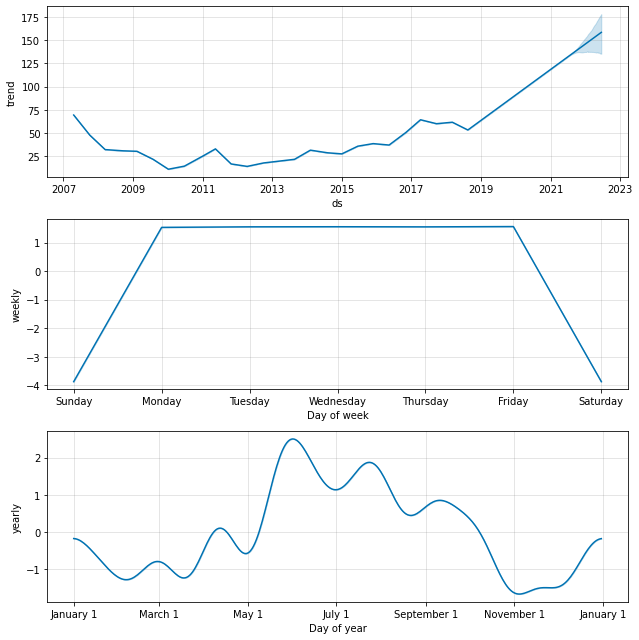 175
150
125
100
75
50
25
trend
2007 2009 2011 2013 2015 2017 2019 2021 2023
ds
1
0
−1
−2
−3
−4
weekly
Sunday Monday Tuesday Wednesday Thursday Friday Saturday
Day of week
2
1
0
−1
yearly
January 1 March 1 May 1 July 1 September 1 November 1 January 1
Day of year